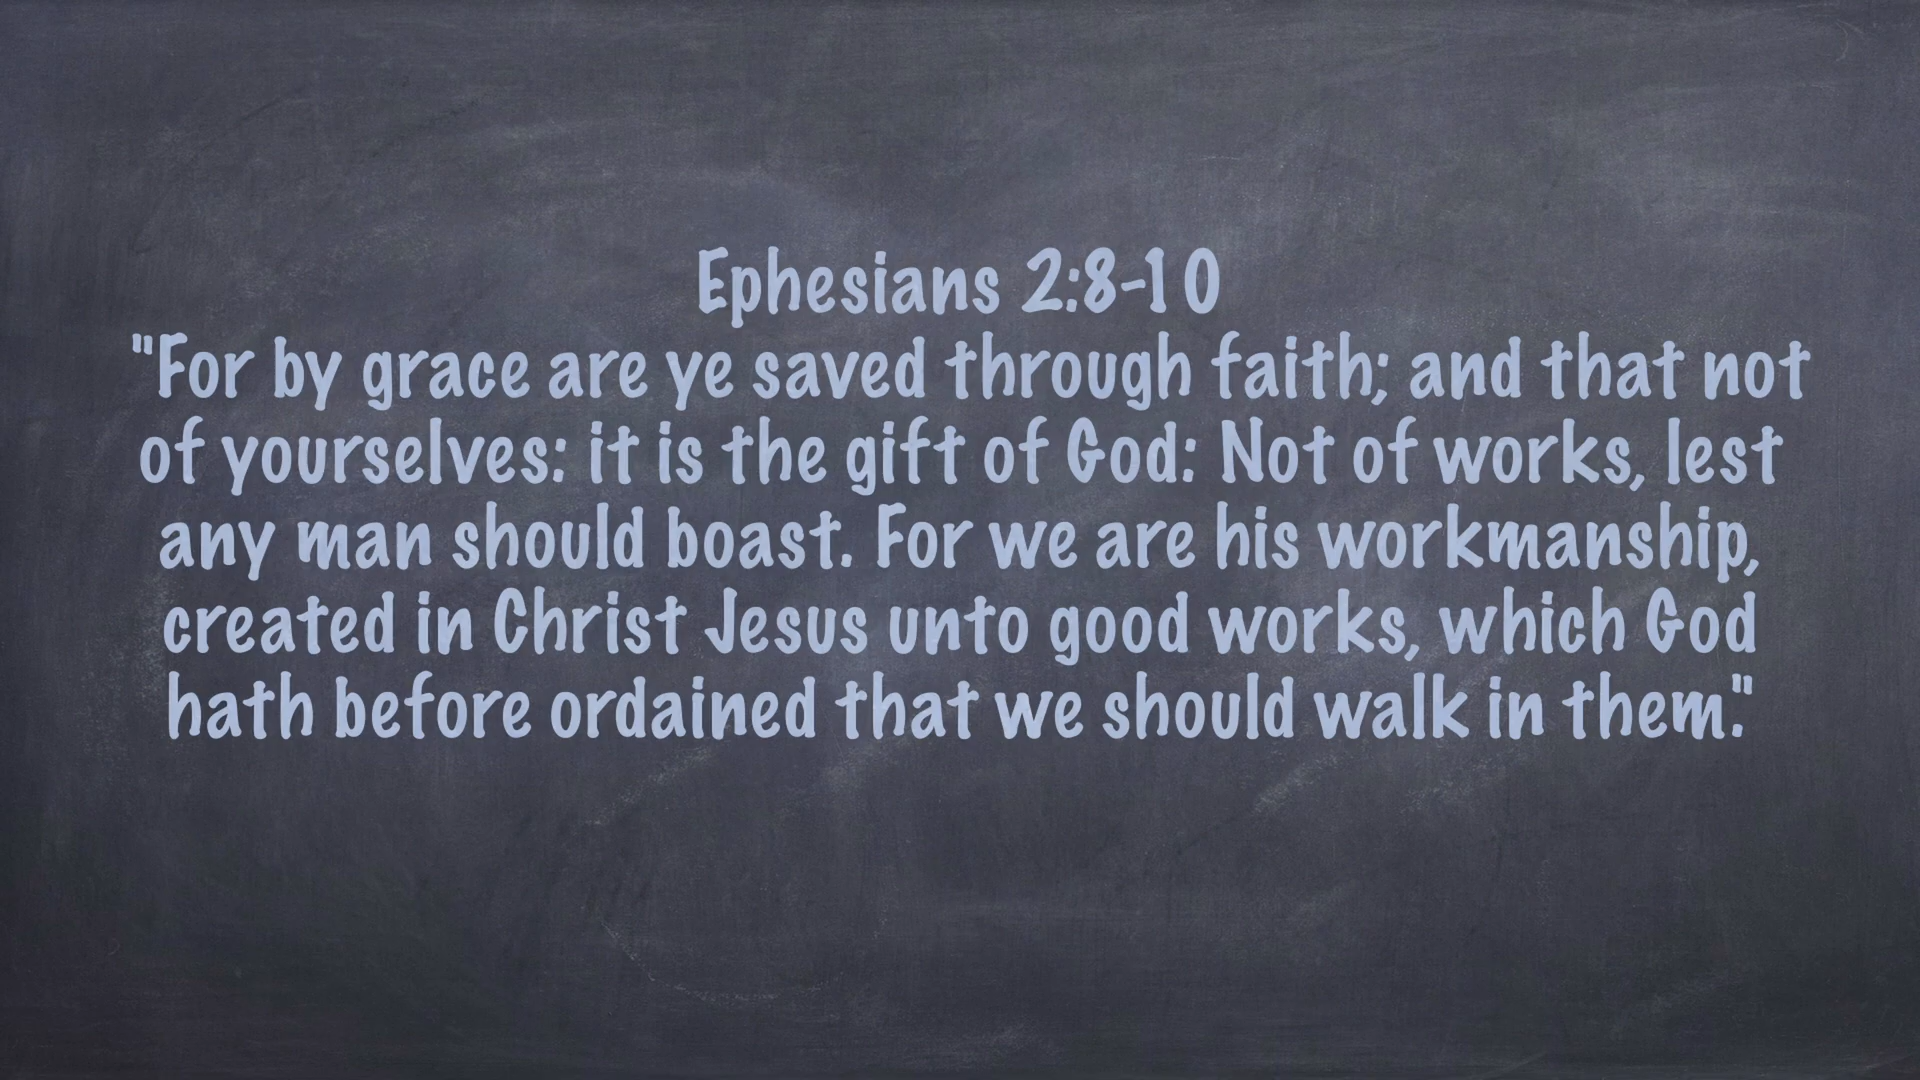 Ephesians 2:8-10
"For by grace are ye saved through faith; and that not
of yourselves: it is the gift of God: Not of works, lest
any man should boast. For we are his workmanship,
created in Christ Jesus unto good works, which God
hath before ordained that we should walk in them."